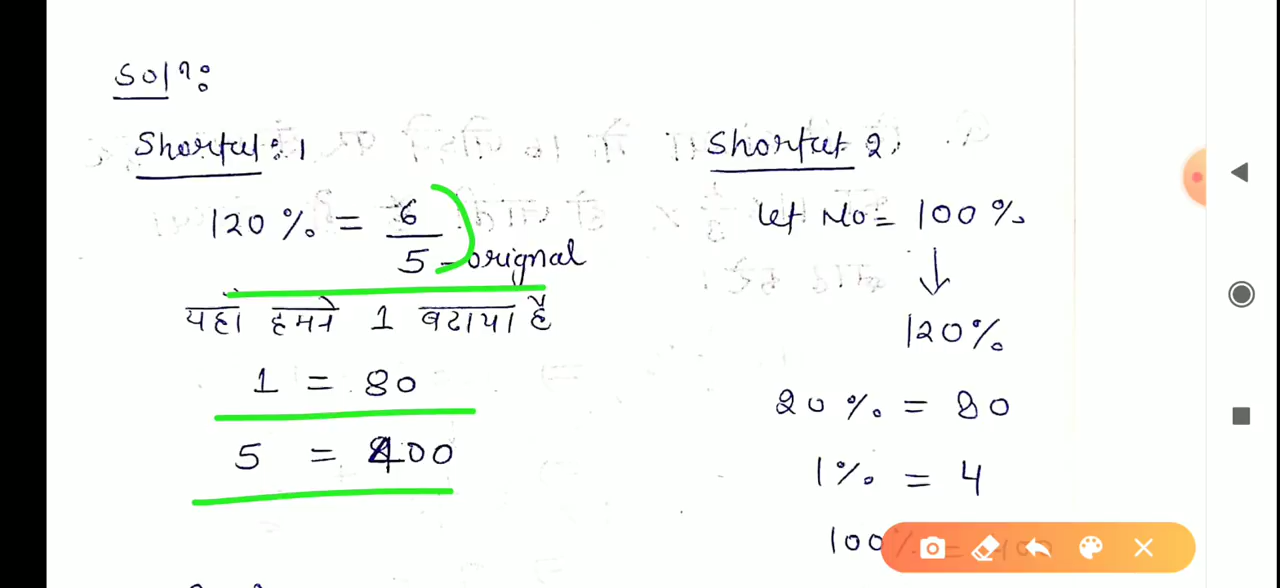 Sol?:
Shortcut: 1
120 % = 6/5 - orignal
यहाँ हमने 1 बढाया है
1 = 80
5 = 400
Shortcut 2,
let No = 100 %
↓
120%
20 % = 80
1 % = 4
100% = 400